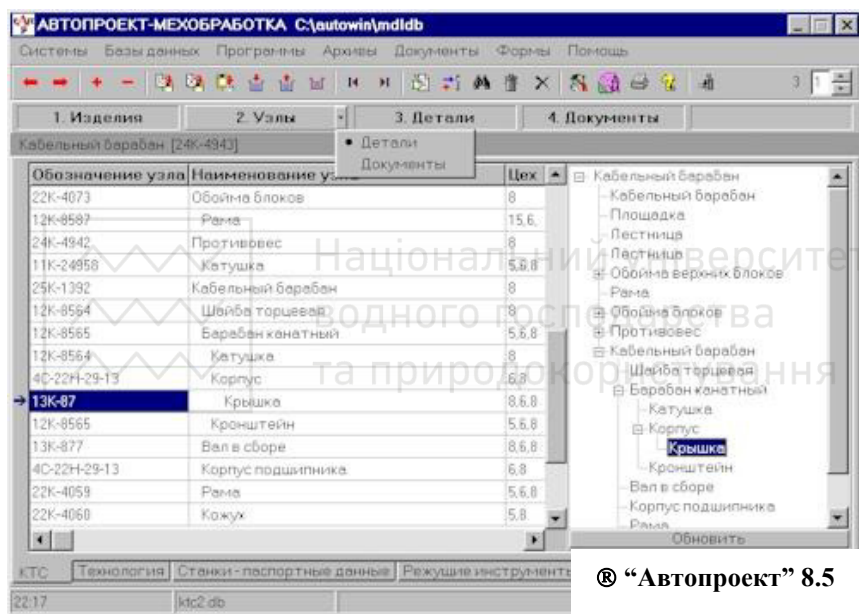 АВТОПРОЕКТ-МЕХОБРАБОТКА C:\autowin\mdldb
Системы Базы данных Программы Архивы Документы Формы Помощь
3 1
1. Изделия 2. Узлы 3. Детали 4. Документы
Кабельный барабан [24К-4943]
Детали
Документы
Обозначение узла Наименование у Цех
22К-4073 Обойма блоков 8
12К-8587 Рама 15,6,
24К-4942 Противовес 8
11К-24958 Катушка 5,6,8
25К-1392 Кабельный барабан 8
12К-8564 Шайба торцевая 8
12К-8565 Барабан канатный 5,6,8
12К-8564 Катушка 8
4С-22Н-29-13 Корпус 6,8
13К-87 Крышка 8,6,8
12К-8565 Кронштейн 5,6,8
13К-877 Вал в сборе 8,6,8
4С-22Н-29-13 Корпус подшипника 6,8
22К-4059 Рама 5,6,8
22К-4060 Кожух 5,8
Кабельный барабан
Кабельный барабан
Площадка
Лестница
Лестница
Обойма верхних блоков
Рама
Обойма блоков
Противовес
Кабельный барабан
Шайба торцевая
Барабан канатный
Катушка
Корпус
Крышка
Кронштейн
Вал в сборе
Корпус подшипника
Рама
Обновить
КТС Технология Станки - паспортные данные Режущие инструменты
® “Автопроект” 8.5
22:17 ktc2.db
Національний університе
водного господарства
та природокористування